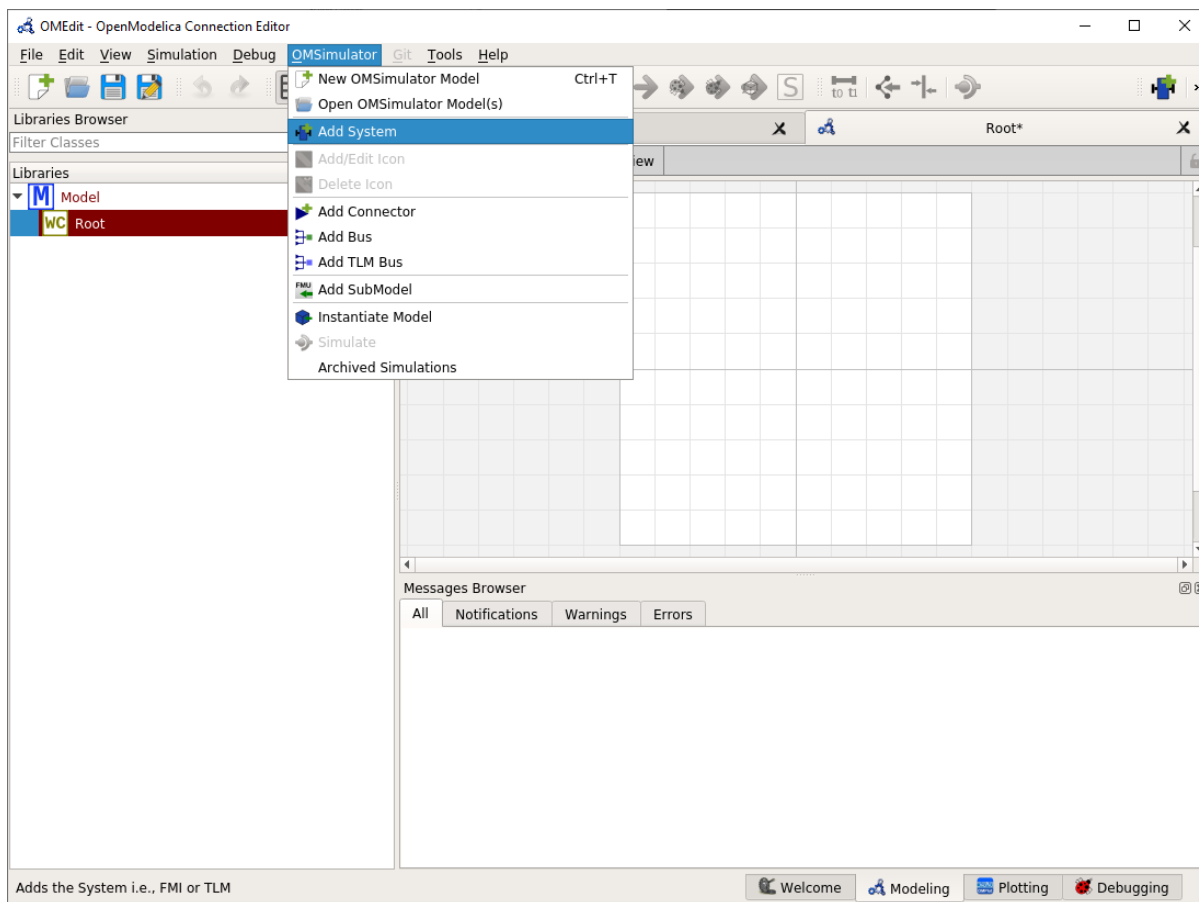 OMEdit - OpenModelica Connection Editor
File Edit View Simulation Debug OMSimulator Git Tools Help
New OMSimulator Model Ctrl+T
Open OMSimulator Model(s)
Add System
Add/Edit Icon
Delete Icon
Add Connector
Add Bus
Add TLM Bus
FMU Add SubModel
Instantiate Model
Simulate
Archived Simulations
S
to t1
Libraries Browser
Filter Classes
Libraries
M Model
WC Root
Root*
Messages Browser
All Notifications Warnings Errors
Adds the System i.e., FMI or TLM
Welcome Modeling Plotting Debugging